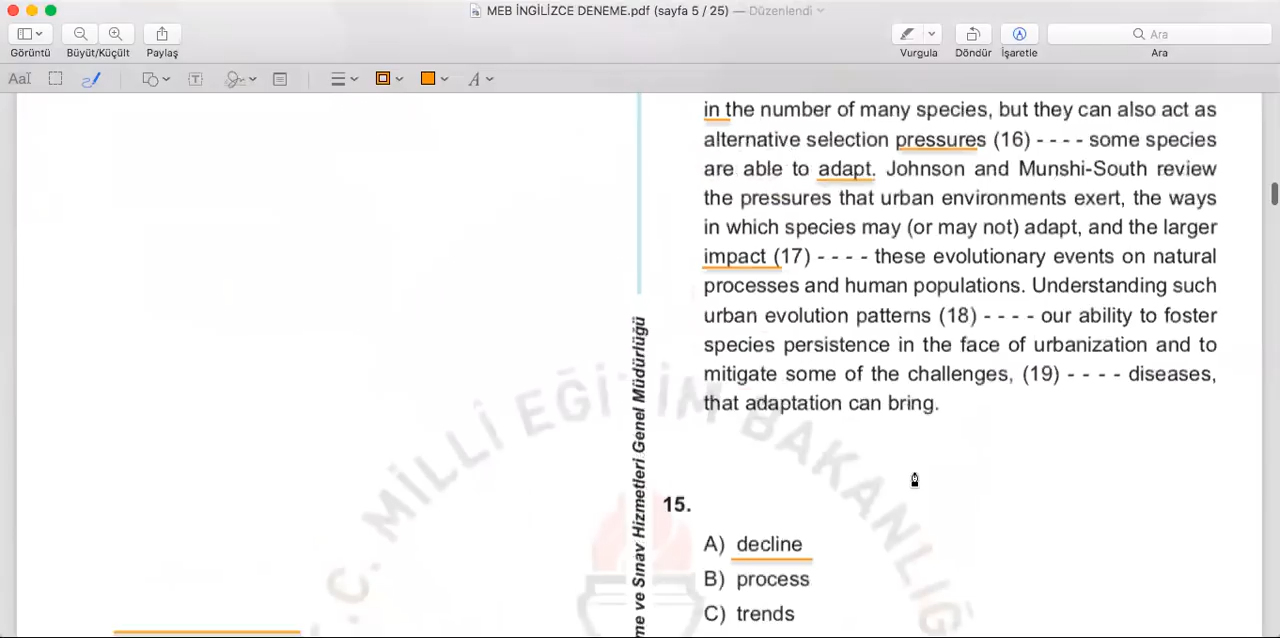 MEB İNGİLİZCE DENEME.pdf (sayfa 5 / 25) — Düzenlendi
Görüntü Büyüt/Küçült Paylaş Vurgula Döndür İşaretle Ara
Ara
AaI A
in the number of many species, but they can also act as
alternative selection pressures (16) - - - - some species
are able to adapt. Johnson and Munshi-South review
the pressures that urban environments exert, the ways
in which species may (or may not) adapt, and the larger
impact (17) - - - - these evolutionary events on natural
processes and human populations. Understanding such
urban evolution patterns (18) - - - - our ability to foster
species persistence in the face of urbanization and to
mitigate some of the challenges, (19) - - - - diseases,
that adaptation can bring.
me ve Sınav Hizmetleri Genel Müdürlüğü
T.C. MİLLÎ EĞİTİM BAKANLIĞI
15.
A) decline
B) process
C) trends